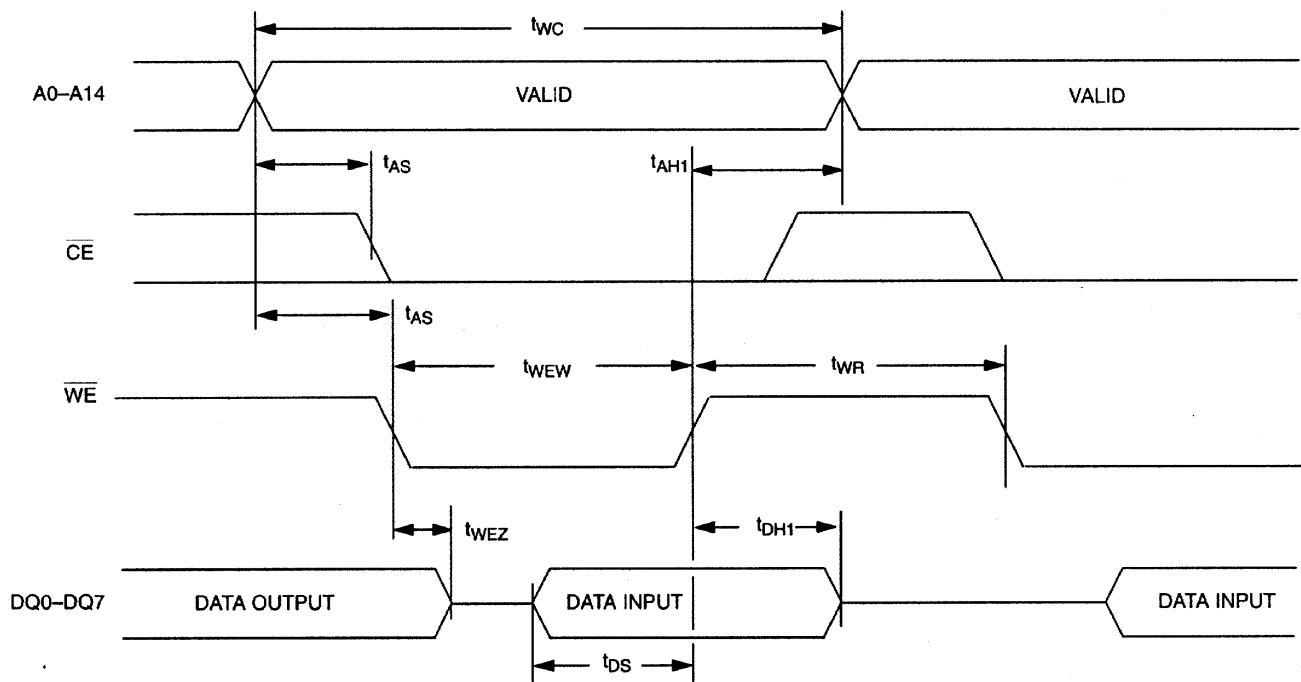 tWC
A0–A14 VALID VALID
tAS tAH1
CE
tAS
tWEW tWR
WE
tWEZ tDH1
DQ0–DQ7 DATA OUTPUT DATA INPUT DATA INPUT
tDS